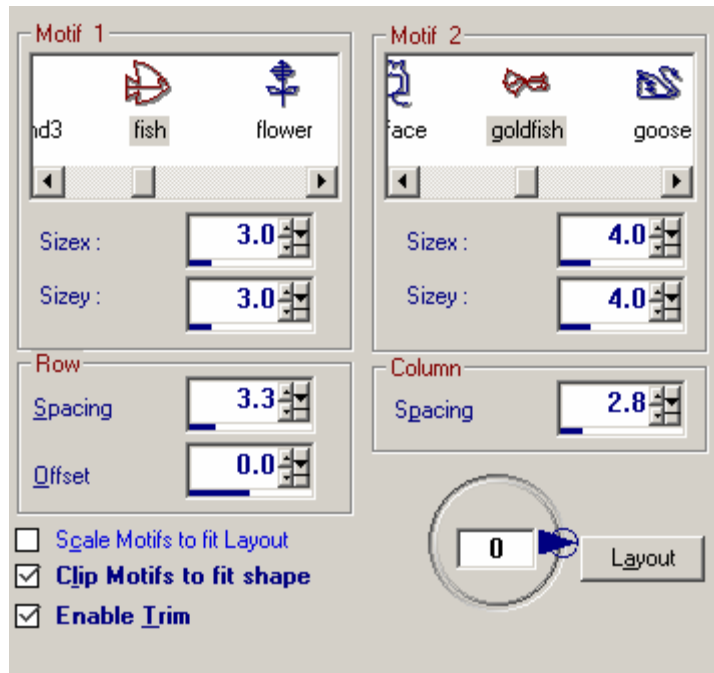 Motif 1
nd3 fish flower
Sizex : 3.0
Sizey : 3.0
Motif 2
face goldfish goose
Sizex : 4.0
Sizey : 4.0
Row
Spacing 3.3
Offset 0.0
Column
Spacing 2.8
Scale Motifs to fit Layout
Clip Motifs to fit shape
Enable Trim
0
Layout